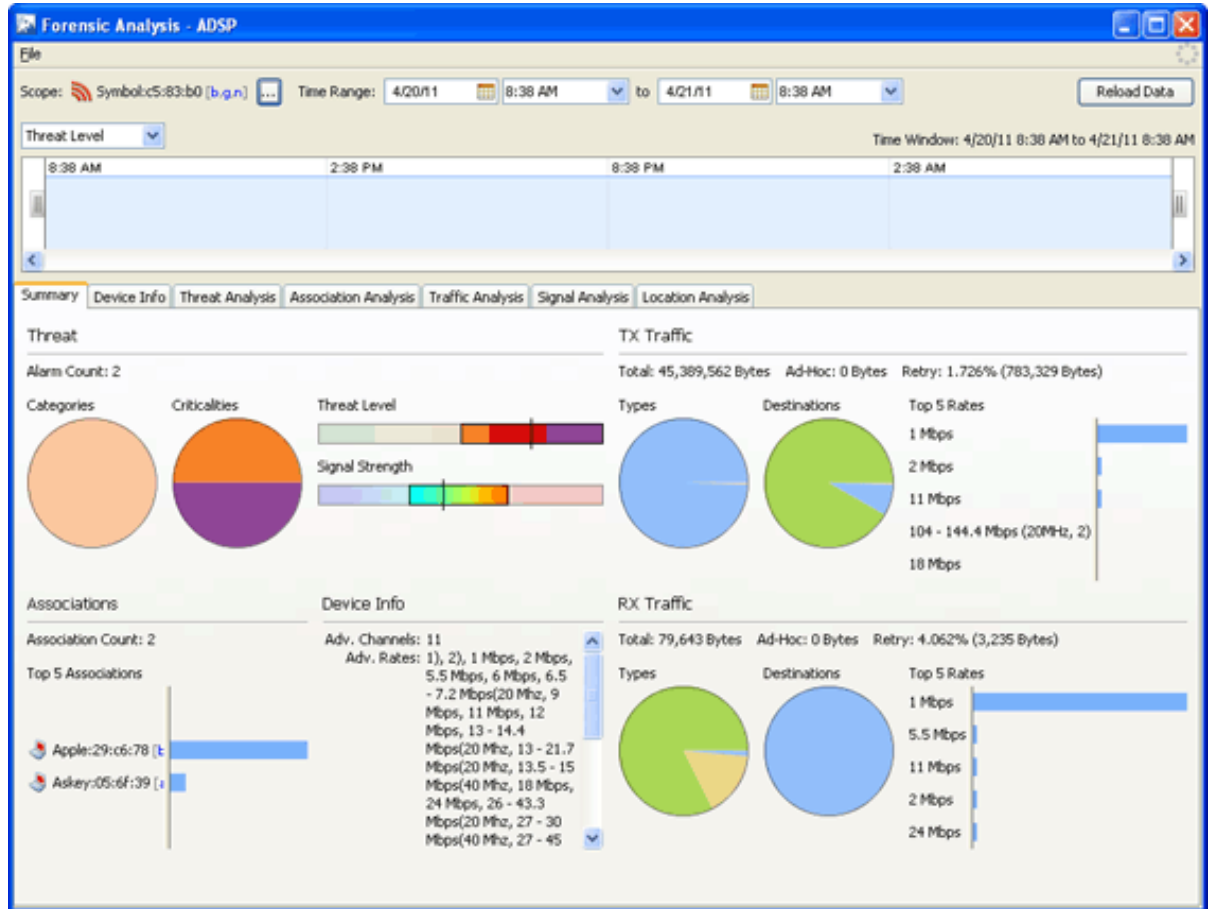 Forensic Analysis - ADSP
File
Scope: Symbol:c5:83:b0 [b,g,n] ... Time Range: 4/20/11 8:38 AM to 4/21/11 8:38 AM Reload Data
Threat Level
Time Window: 4/20/11 8:38 AM to 4/21/11 8:38 AM
8:38 AM 2:38 PM 8:38 PM 2:38 AM
Summary Device Info Threat Analysis Association Analysis Traffic Analysis Signal Analysis Location Analysis
Threat
Alarm Count: 2
Categories Criticalities Threat Level
Signal Strength
TX Traffic
Total: 45,389,562 Bytes Ad-Hoc: 0 Bytes Retry: 1.726% (783,329 Bytes)
Types Destinations Top 5 Rates
1 Mbps
2 Mbps
11 Mbps
104 - 144.4 Mbps (20MHz, 2)
18 Mbps
Associations
Association Count: 2
Top 5 Associations
Apple:29:c6:78 [b
Askey:05:6f:39 [a
Device Info
Adv. Channels: 11
Adv. Rates: 1), 2), 1 Mbps, 2 Mbps,
5.5 Mbps, 6 Mbps, 6.5
- 7.2 Mbps(20 Mhz, 9
Mbps, 11 Mbps, 12
Mbps, 13 - 14.4
Mbps(20 Mhz, 13 - 21.7
Mbps(20 Mhz, 13.5 - 15
Mbps(40 Mhz, 18 Mbps,
24 Mbps, 26 - 43.3
Mbps(20 Mhz, 27 - 30
Mbps(40 Mhz, 27 - 45
RX Traffic
Total: 79,643 Bytes Ad-Hoc: 0 Bytes Retry: 4.062% (3,235 Bytes)
Types Destinations Top 5 Rates
1 Mbps
5.5 Mbps
11 Mbps
2 Mbps
24 Mbps